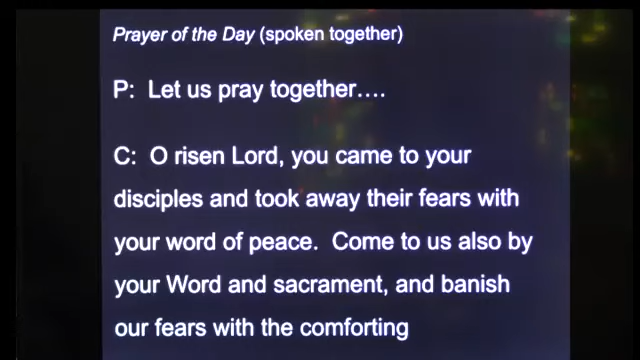 Prayer of the Day (spoken together)
P: Let us pray together....
C: O risen Lord, you came to your
disciples and took away their fears with
your word of peace. Come to us also by
your Word and sacrament, and banish
our fears with the comforting